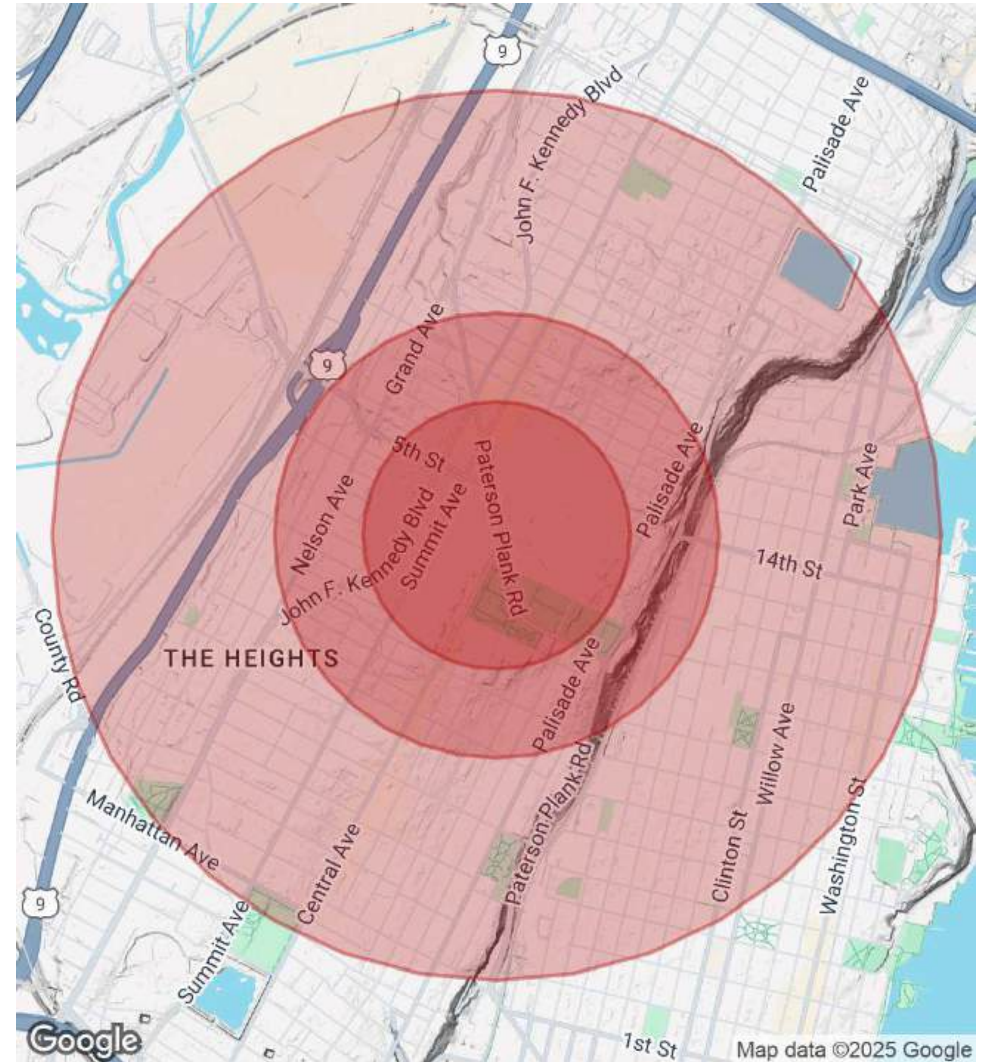 9
John F. Kennedy Blvd
Palisade Ave
Grand Ave
9
5th St
Paterson Plank Rd
Palisade Ave
Park Ave
Nelson Ave
John F. Kennedy Blvd
Summit Ave
14th St
County Rd
THE HEIGHTS
Palisade Ave
Paterson Plank Rd
Willow Ave
Manhattan Ave
Central Ave
Clinton St
Washington St
9
Summit Ave
1st St
Google
Map data ©2025 Google